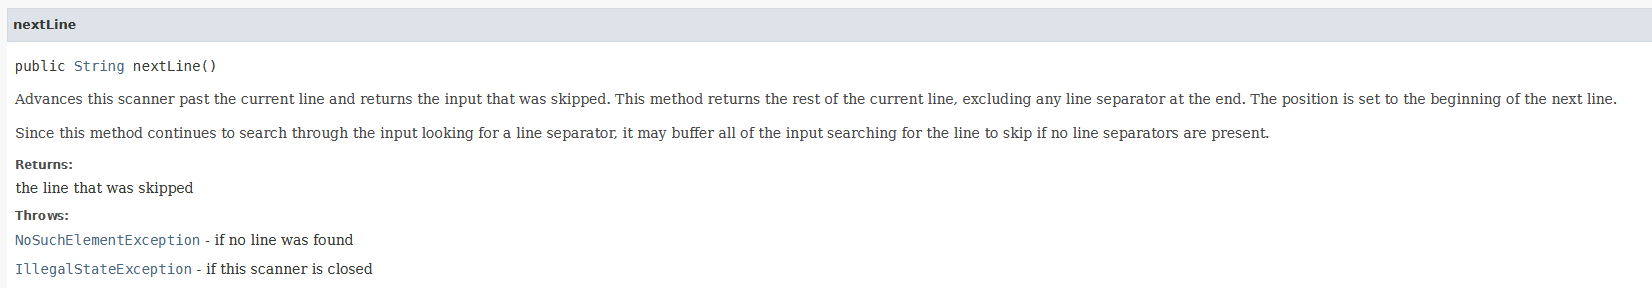 nextLine
public String nextLine()
Advances this scanner past the current line and returns the input that was skipped. This method returns the rest of the current line, excluding any line separator at the end. The position is set to the beginning of the next line.
Since this method continues to search through the input looking for a line separator, it may buffer all of the input searching for the line to skip if no line separators are present.
Returns:
the line that was skipped
Throws:
NoSuchElementException - if no line was found
IllegalStateException - if this scanner is closed